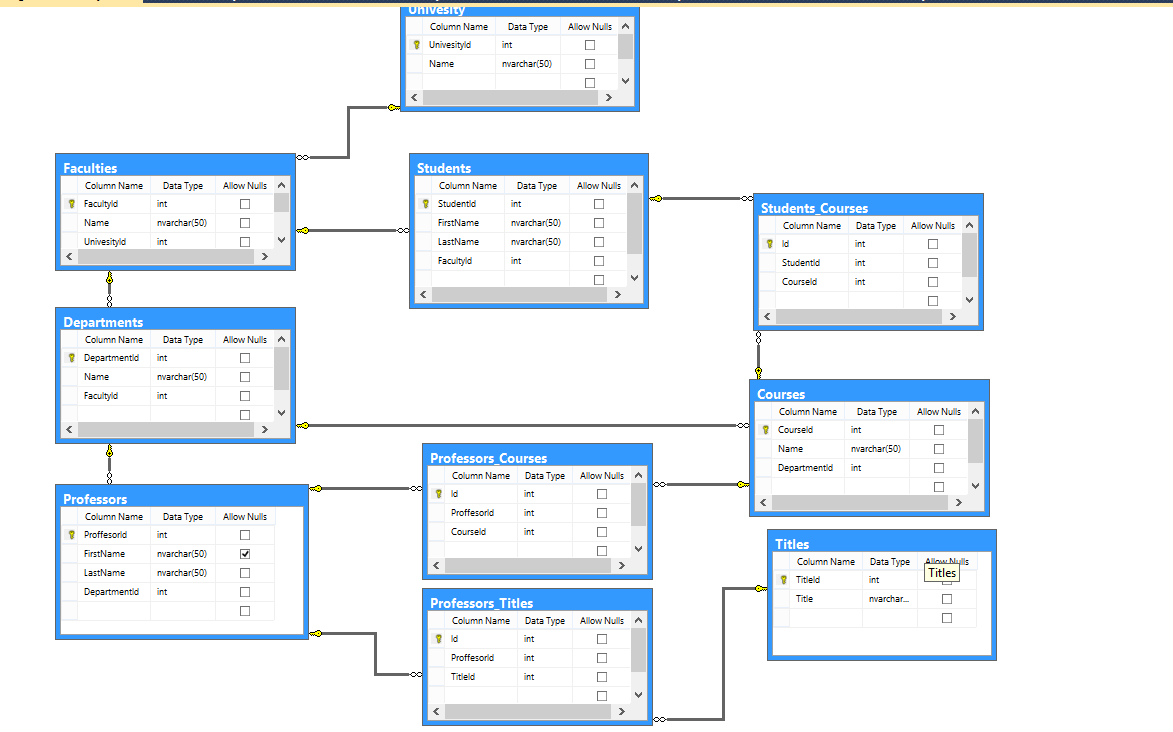 Univesity
Column Name Data Type Allow Nulls
UnivesityId int
Name nvarchar(50)
Faculties
Column Name Data Type Allow Nulls
FacultyId int
Name nvarchar(50)
UnivesityId int
Students
Column Name Data Type Allow Nulls
StudentId int
FirstName nvarchar(50)
LastName nvarchar(50)
FacultyId int
Students_Courses
Column Name Data Type Allow Nulls
Id int
StudentId int
CourseId int
Departments
Column Name Data Type Allow Nulls
DepartmentId int
Name nvarchar(50)
FacultyId int
Courses
Column Name Data Type Allow Nulls
CourseId int
Name nvarchar(50)
DepartmentId int
Professors_Courses
Column Name Data Type Allow Nulls
Id int
ProffesorId int
CourseId int
Professors
Column Name Data Type Allow Nulls
ProffesorId int
FirstName nvarchar(50)
LastName nvarchar(50)
DepartmentId int
Titles
Column Name Data Type Allow Nulls
Titles
TitleId int
Title nvarchar...
Professors_Titles
Column Name Data Type Allow Nulls
Id int
ProffesorId int
TitleId int